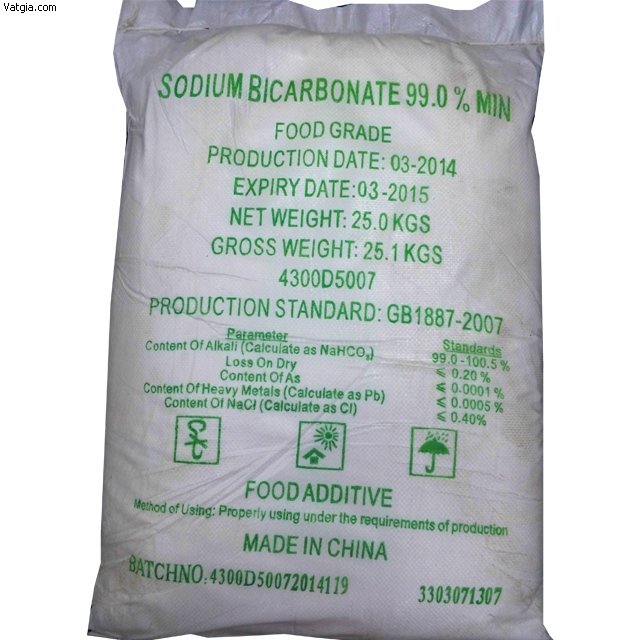 Vatgia.com
SODIUM BICARBONATE 99.0 % MIN
FOOD GRADE
PRODUCTION DATE: 03-2014
EXPIRY DATE:03-2015
NET WEIGHT: 25.0 KGS
GROSS WEIGHT: 25.1 KGS
4300D5007
PRODUCTION STANDARD: GB1887-2007
Parameter Standards
Content Of Alkali (Calculate as NaHCO₃) 99.0-100.5 %
Loss On Dry ≤ 0.20 %
Content Of As ≤ 0.0001 %
Content Of Heavy Metals (Calculate as Pb) ≤ 0.0005 %
Content Of NaCl (Calculate as Cl) ≤ 0.40%
FOOD ADDITIVE
Method of Using: Properly using under the requirements of production
MADE IN CHINA
BATCHNO.:4300D50072014119
3303071307